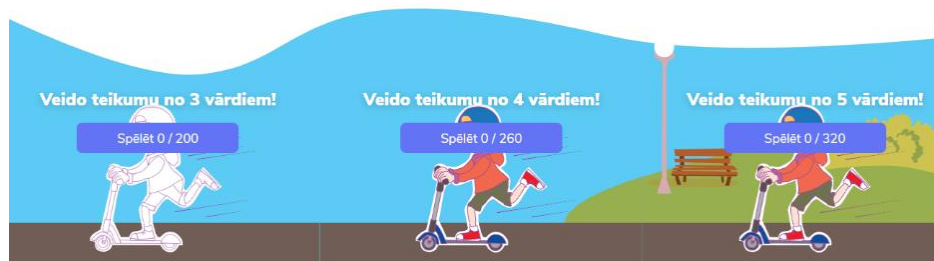 Veido teikumu no 3 vārdiem!
Spēlēt 0 / 200
Veido teikumu no 4 vārdiem!
Spēlēt 0 / 260
Veido teikumu no 5 vārdiem!
Spēlēt 0 / 320